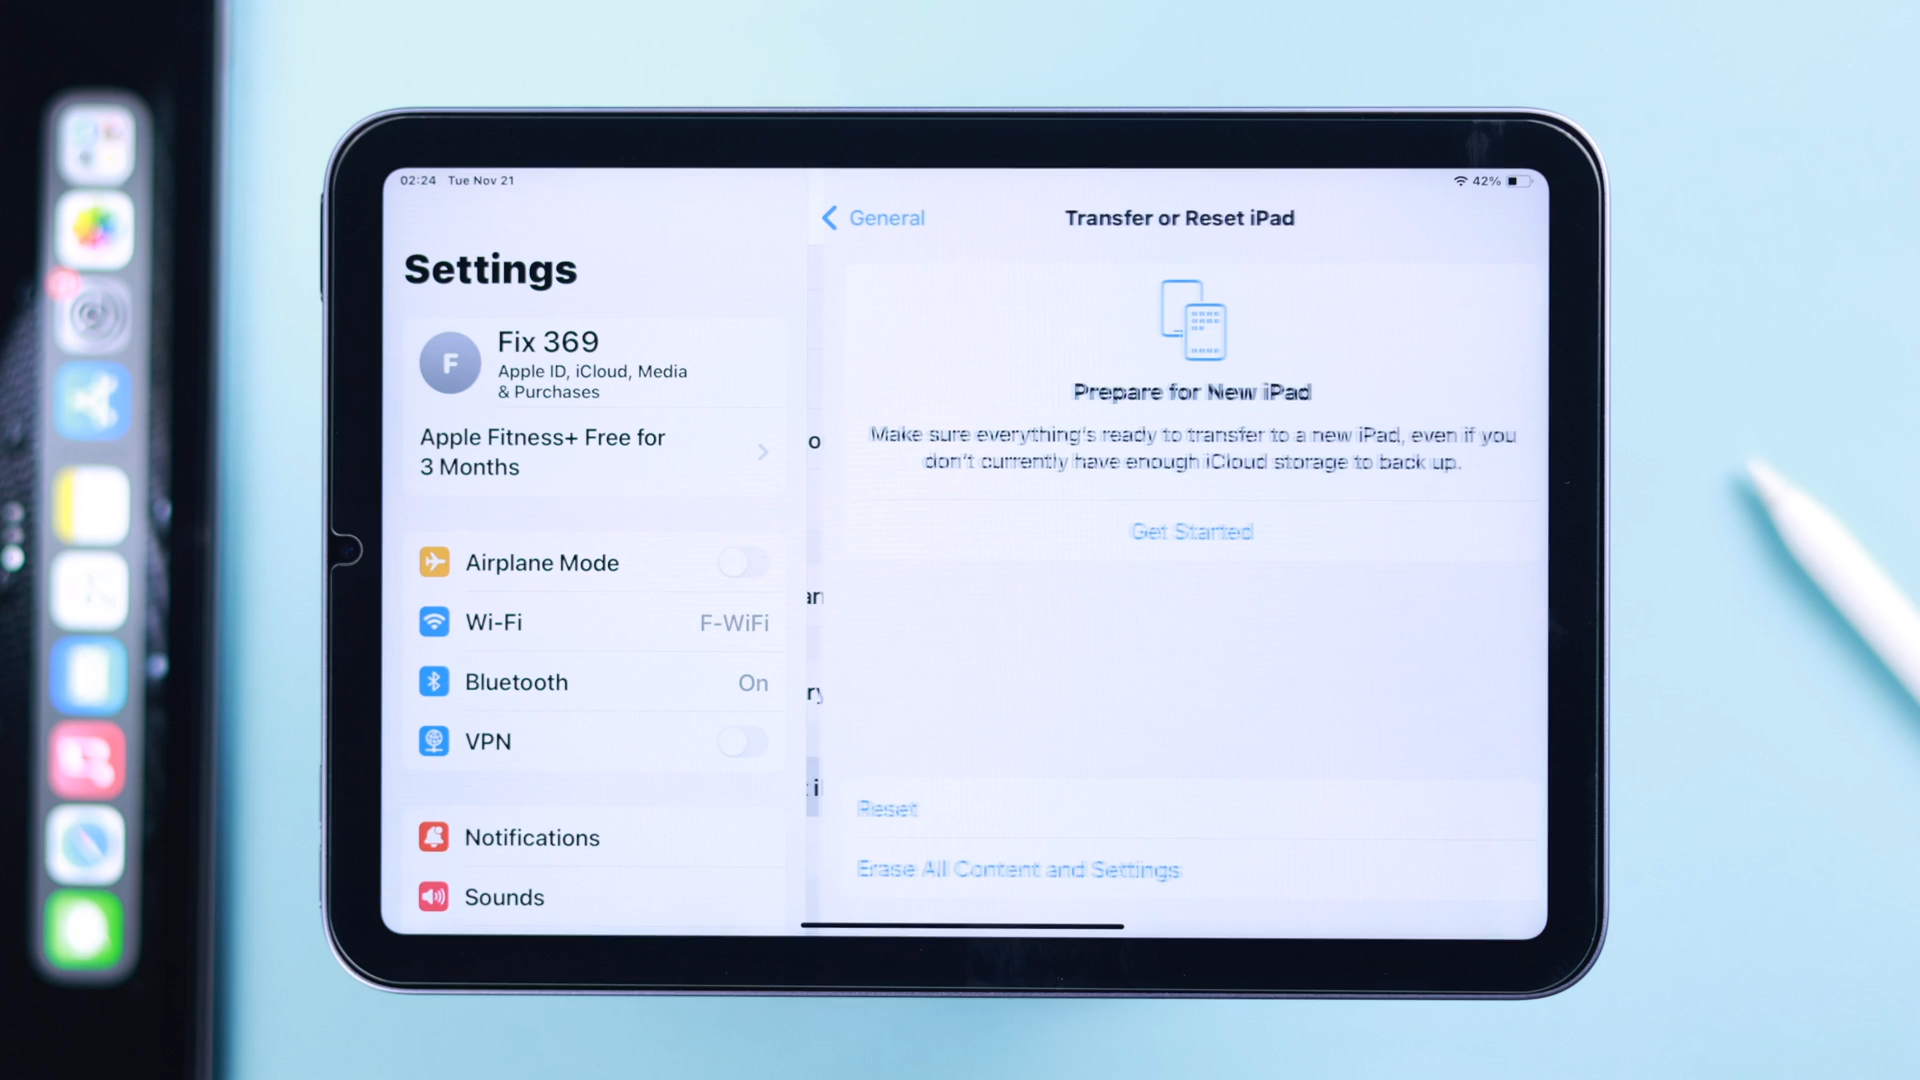 02:24 Tue Nov 21
42%
Settings
F
Fix 369
Apple ID, iCloud, Media
& Purchases
Apple Fitness+ Free for
3 Months
Airplane Mode
Wi-Fi F-WiFi
Bluetooth On
VPN
Notifications
Sounds
General
Transfer or Reset iPad
Prepare for New iPad
Make sure everything's ready to transfer to a new iPad, even if you
don't currently have enough iCloud storage to back up.
Get Started
Reset
Erase All Content and Settings